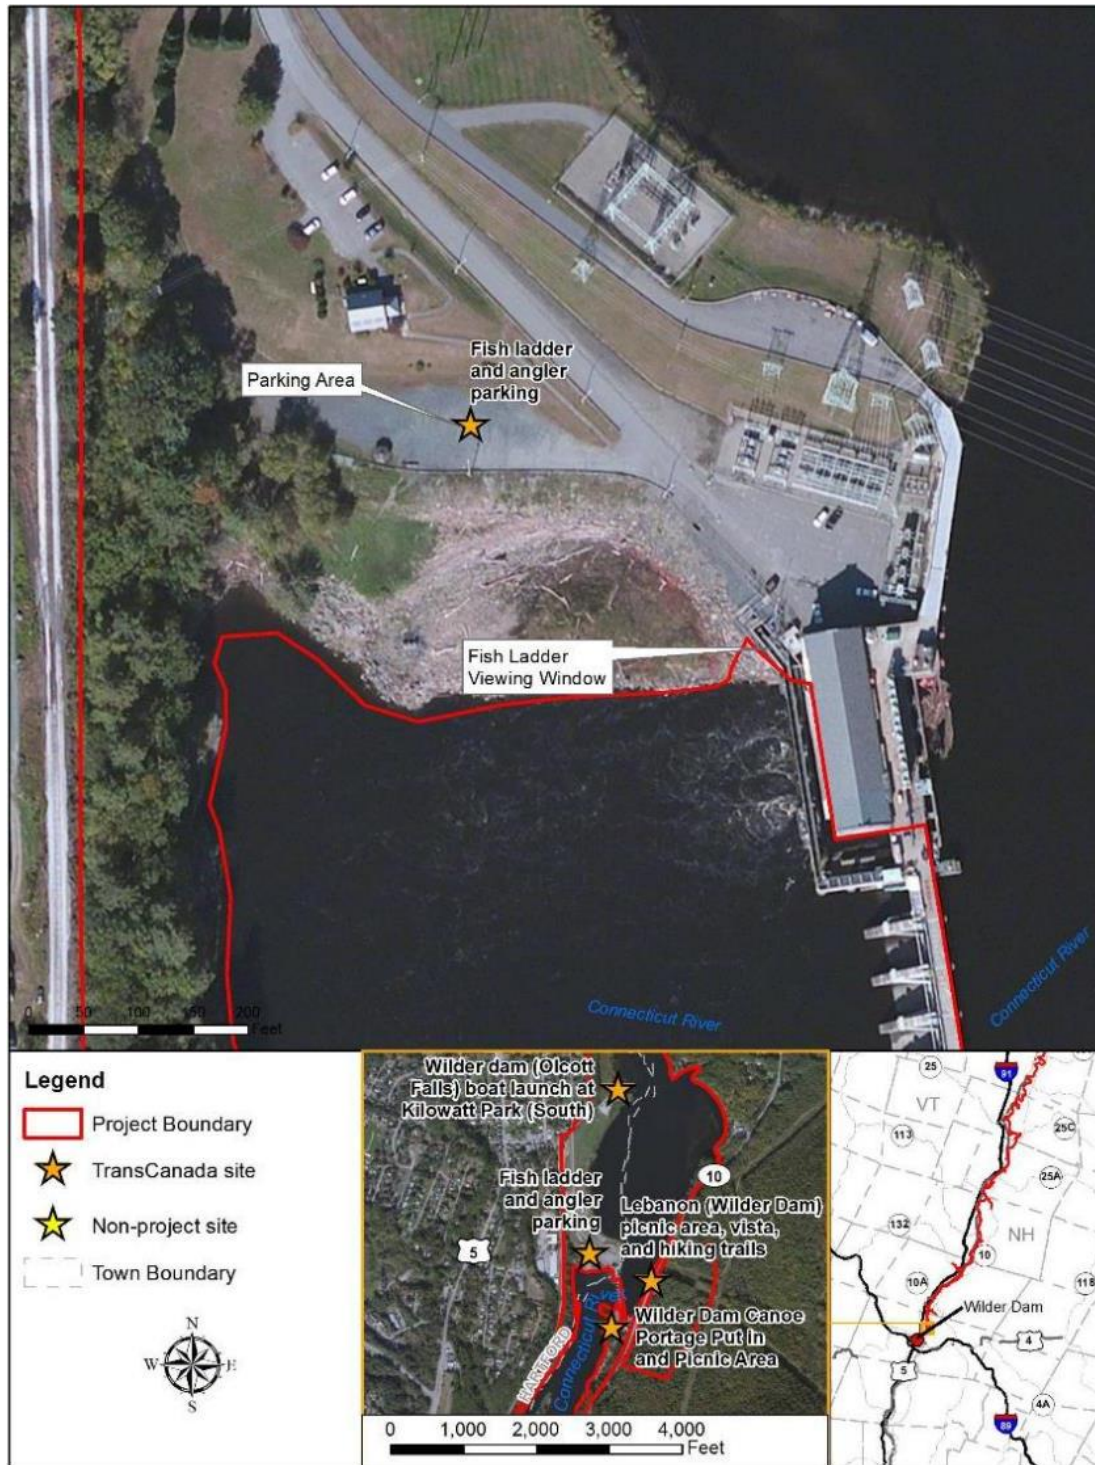 Fish ladder
and angler
parking
Parking Area
Fish Ladder
Viewing Window
Connecticut River
Connecticut River
0 50 100 150 200
Feet
Legend
Project Boundary
TransCanada site
Non-project site
Town Boundary
N
W E
S
Wilder dam (Olcott
Falls) boat launch at
Kilowatt Park (South)
10
Fish ladder
and angler
parking
5
Lebanon (Wilder Dam)
picnic area, vista,
and hiking trails
Wilder Dam Canoe
Portage Put in
and Picnic Area
HARTFORD
Connecticut River
0 1,000 2,000 3,000 4,000
Feet
25
91
VT
113
25C
25A
132
NH
10
10A
118
Wilder Dam
4
5
4A
89